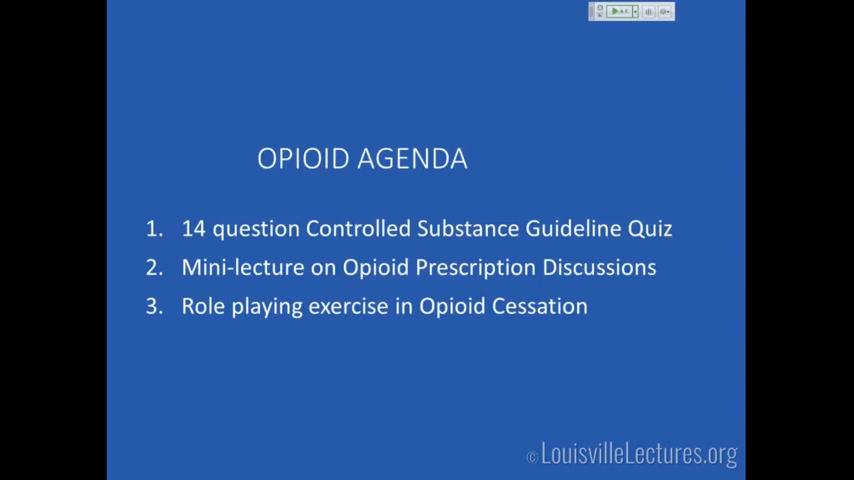 OPIOID AGENDA
1. 14 question Controlled Substance Guideline Quiz
2. Mini-lecture on Opioid Prescription Discussions
3. Role playing exercise in Opioid Cessation
© LouisvilleLectures.org